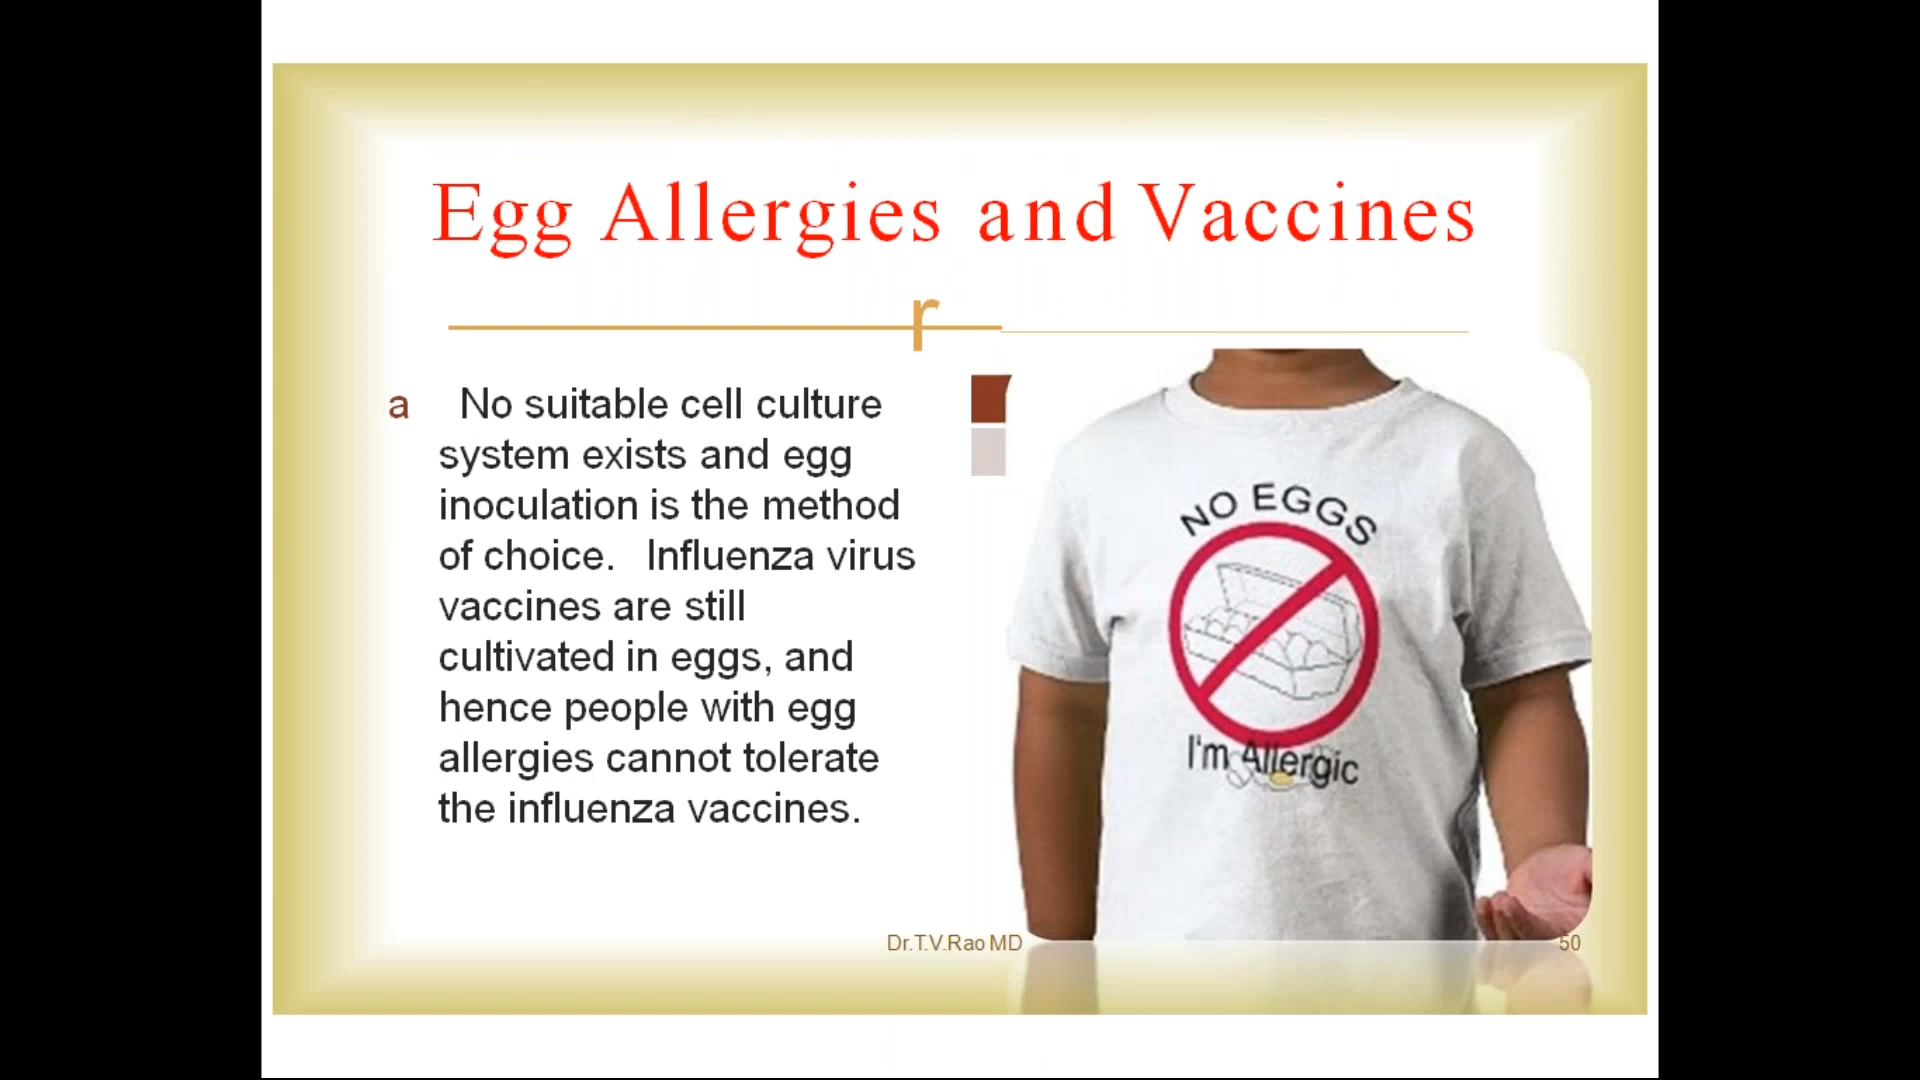 Egg Allergies and Vaccines
r
a No suitable cell culture
system exists and egg
inoculation is the method
of choice. Influenza virus
vaccines are still
cultivated in eggs, and
hence people with egg
allergies cannot tolerate
the influenza vaccines.
NO EGGS
I'm Allergic
Dr.T.V.Rao MD
50